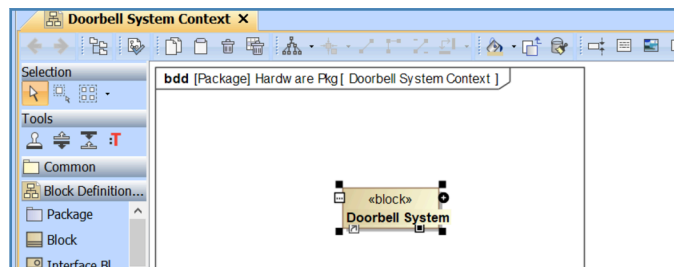 Doorbell System Context
Selection
bdd [Package] Hardware Pkg [ Doorbell System Context ]
Tools
Common
Block Definition...
Package
Block
Interface Bl
«block»
Doorbell System